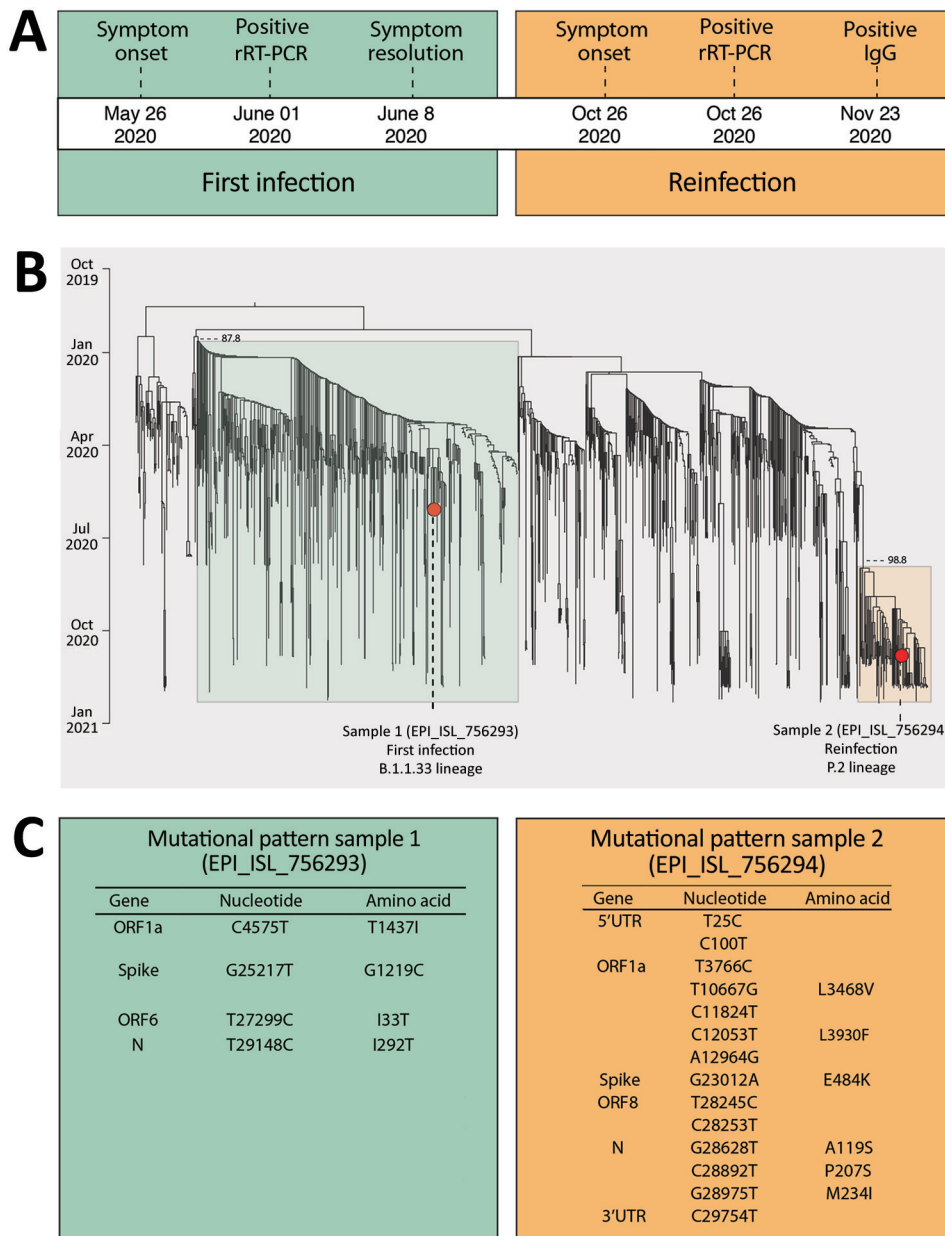 A
Symptom onset
Positive rRT-PCR
Symptom resolution
Symptom onset
Positive rRT-PCR
Positive IgG
May 26 2020
June 01 2020
June 8 2020
Oct 26 2020
Oct 26 2020
Nov 23 2020
First infection
Reinfection
B
Oct 2019
Jan 2020
Apr 2020
Jul 2020
Oct 2020
Jan 2021
87.8
98.8
Sample 1 (EPI_ISL_756293)
First infection
B.1.1.33 lineage
Sample 2 (EPI_ISL_756294
Reinfection
P.2 lineage
C
Mutational pattern sample 1
(EPI_ISL_756293)
Gene Nucleotide Amino acid
ORF1a C4575T T1437I
Spike G25217T G1219C
ORF6 T27299C I33T
N T29148C I292T
Mutational pattern sample 2
(EPI_ISL_756294)
Gene Nucleotide Amino acid
5’UTR T25C
C100T
ORF1a T3766C
T10667G L3468V
C11824T
C12053T L3930F
A12964G
Spike G23012A E484K
ORF8 T28245C
C28253T
N G28628T A119S
C28892T P207S
G28975T M234I
3’UTR C29754T